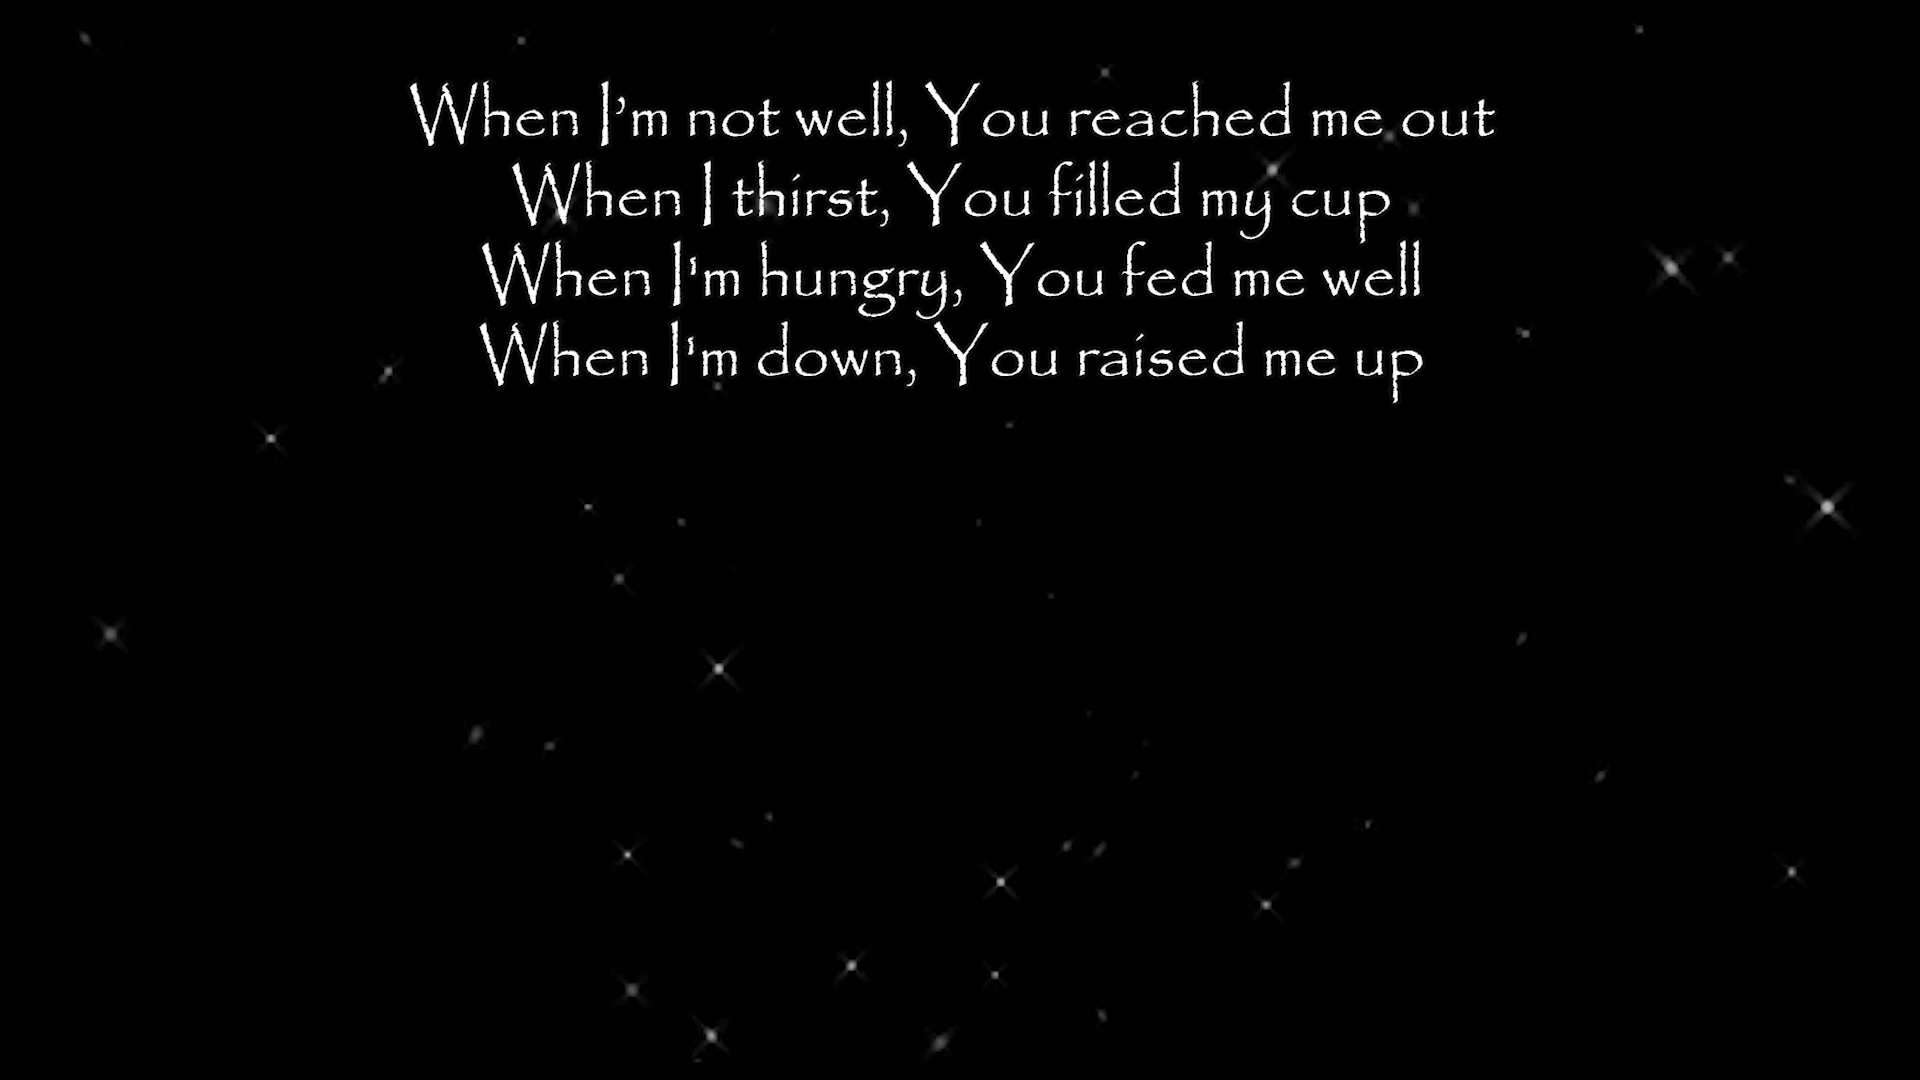 When I’m not well, You reached me out
When I thirst, You filled my cup
When I'm hungry, You fed me well
When I'm down, You raised me up